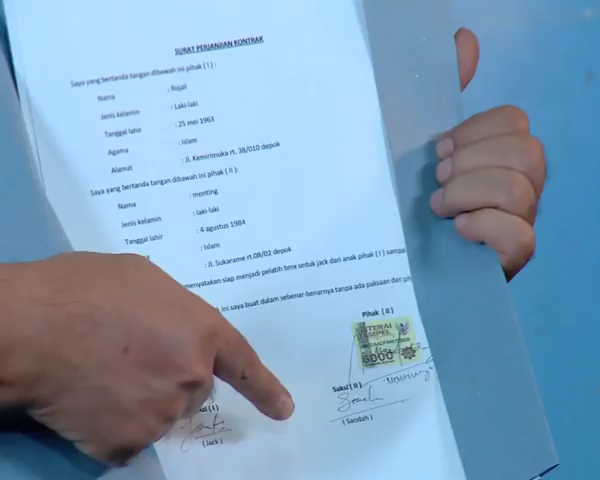 SURAT PERJANJIAN KONTRAK
Saya yang bertanda tangan dibawah ini pihak ( I ) :
Nama : Rojali
Jenis kelamin : Laki-laki
Tanggal lahir : 25 mei 1963
Agama : Islam
Alamat : Jl. Kemirimuka rt. 38/010 depok
Saya yang bertanda tangan dibawah ini pihak ( II ):
Nama : monting
Jenis kelamin : laki-laki
Tanggal lahir : 4 agustus 1984
: Islam
: Jl. Sukarame rt.08/02 depok
menyatakan siap menjadi pelatih bmx untuk jack dari anak pihak ( I ) sampai
ini saya buat dalam sebenar-benarnya tanpa ada paksaan dari
Pihak ( II )
METERAI
TEMPEL
6000
Saksi ( II )
monting
( I )
( Jack )
( Saodah )